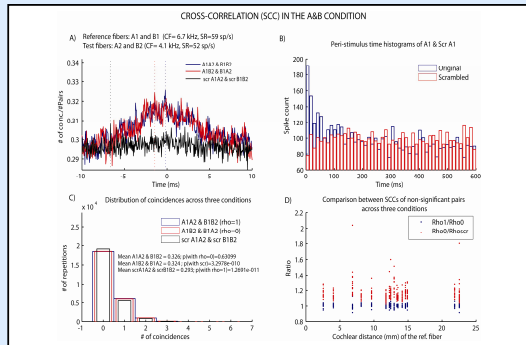 CROSS-CORRELATION (SCC) IN THE A&B CONDITION
A)
Reference fibers: A1 and B1 (CF= 6.7 kHz, SR=59 sp/s)
Test fibers: A2 and B2 (CF= 4.1 kHz, SR=52 sp/s)
A1A2 & B1B2
A1B2 & B1A2
scr A1A2 & scr B1B2
# of coinc./#Pairs
0.34
0.33
0.32
0.31
0.3
0.29
-10 -5 0 5 10
Time (ms)
B)
Peri-stimulus time histograms of A1 & Scr A1
Original
Scrambled
Spike count
200
180
160
140
120
100
80
60
0 100 200 300 400 500 600
Time (ms)
C)
Distribution of coincidences across three conditions
A1A2 & B1B2 (rho=1)
A1B2 & B1A2 (rho=0)
scr A1A2 & scr B1B2
Mean A1A2 & B1B2 = 0.326; p(with rho=0)=0.63099
Mean A1B2 & B1A2 = 0.324; p(with scr)=3.2978e-010
Mean scrA1A2 & scrB1B2 = 0.293; p(with rho=1)=1.2691e-011
# of repetitions
x 10
4
2.5
2
1.5
1
0.5
0
-1 0 1 2 3 4 5 6 7
# of coincidences
D)
Comparison between SCCs of non-significant pairs
across three conditions
Rho1/Rho0
Rho0/Rhoscr
Ratio
2.4
2.2
2
1.8
1.6
1.4
1.2
1
0.8
0 5 10 15 20 25
Cochlear distance (mm) of the ref. fiber